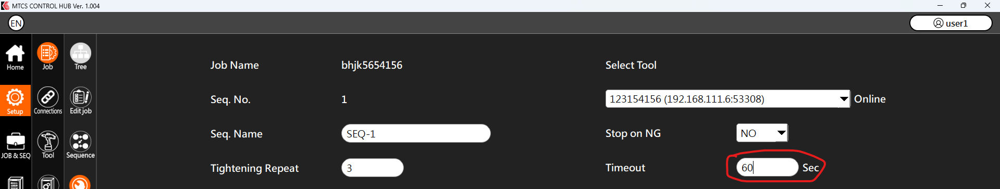 MTCS CONTROL HUB Ver. 1.004
EN
user1
Home
Job
Tree
Job Name
bhjk5654156
Select Tool
Setup
Connections
Edit job
Seq. No.
1
123154156 (192.168.111.6:53308)
Online
Seq. Name
SEQ-1
Stop on NG
NO
JOB & SEQ
Tool
Sequence
Tightening Repeat
3
Timeout
60
Sec